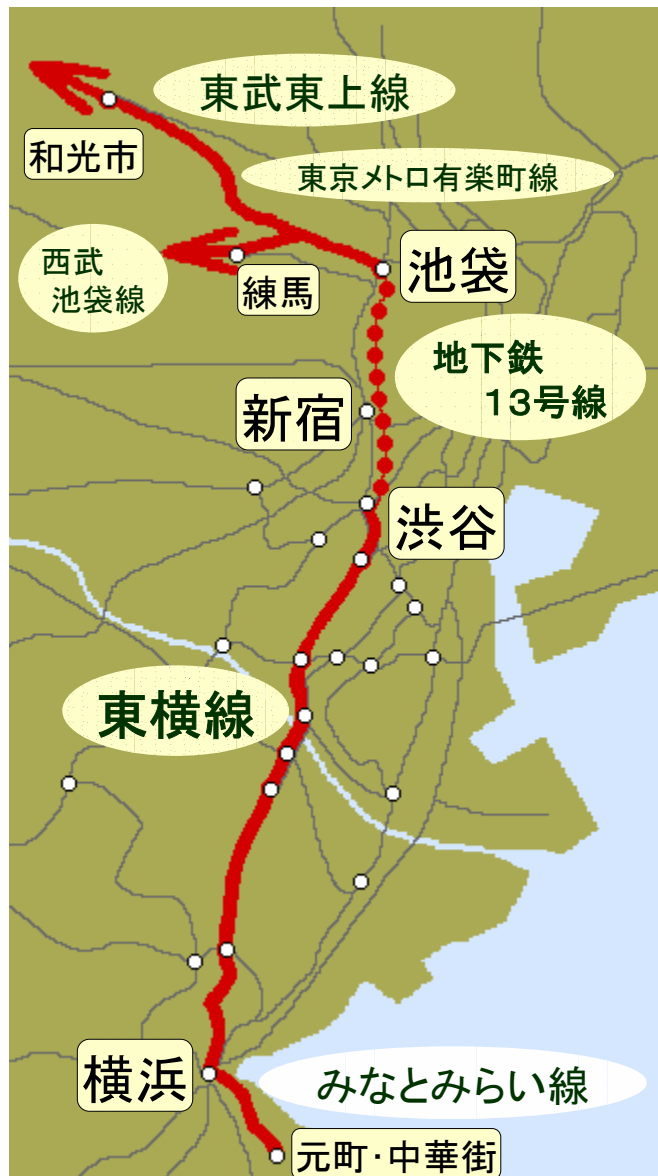 東武東上線
和光市
東京メトロ有楽町線
西武
池袋線
練馬
池袋
地下鉄
13号線
新宿
渋谷
東横線
横浜
みなとみらい線
元町・中華街